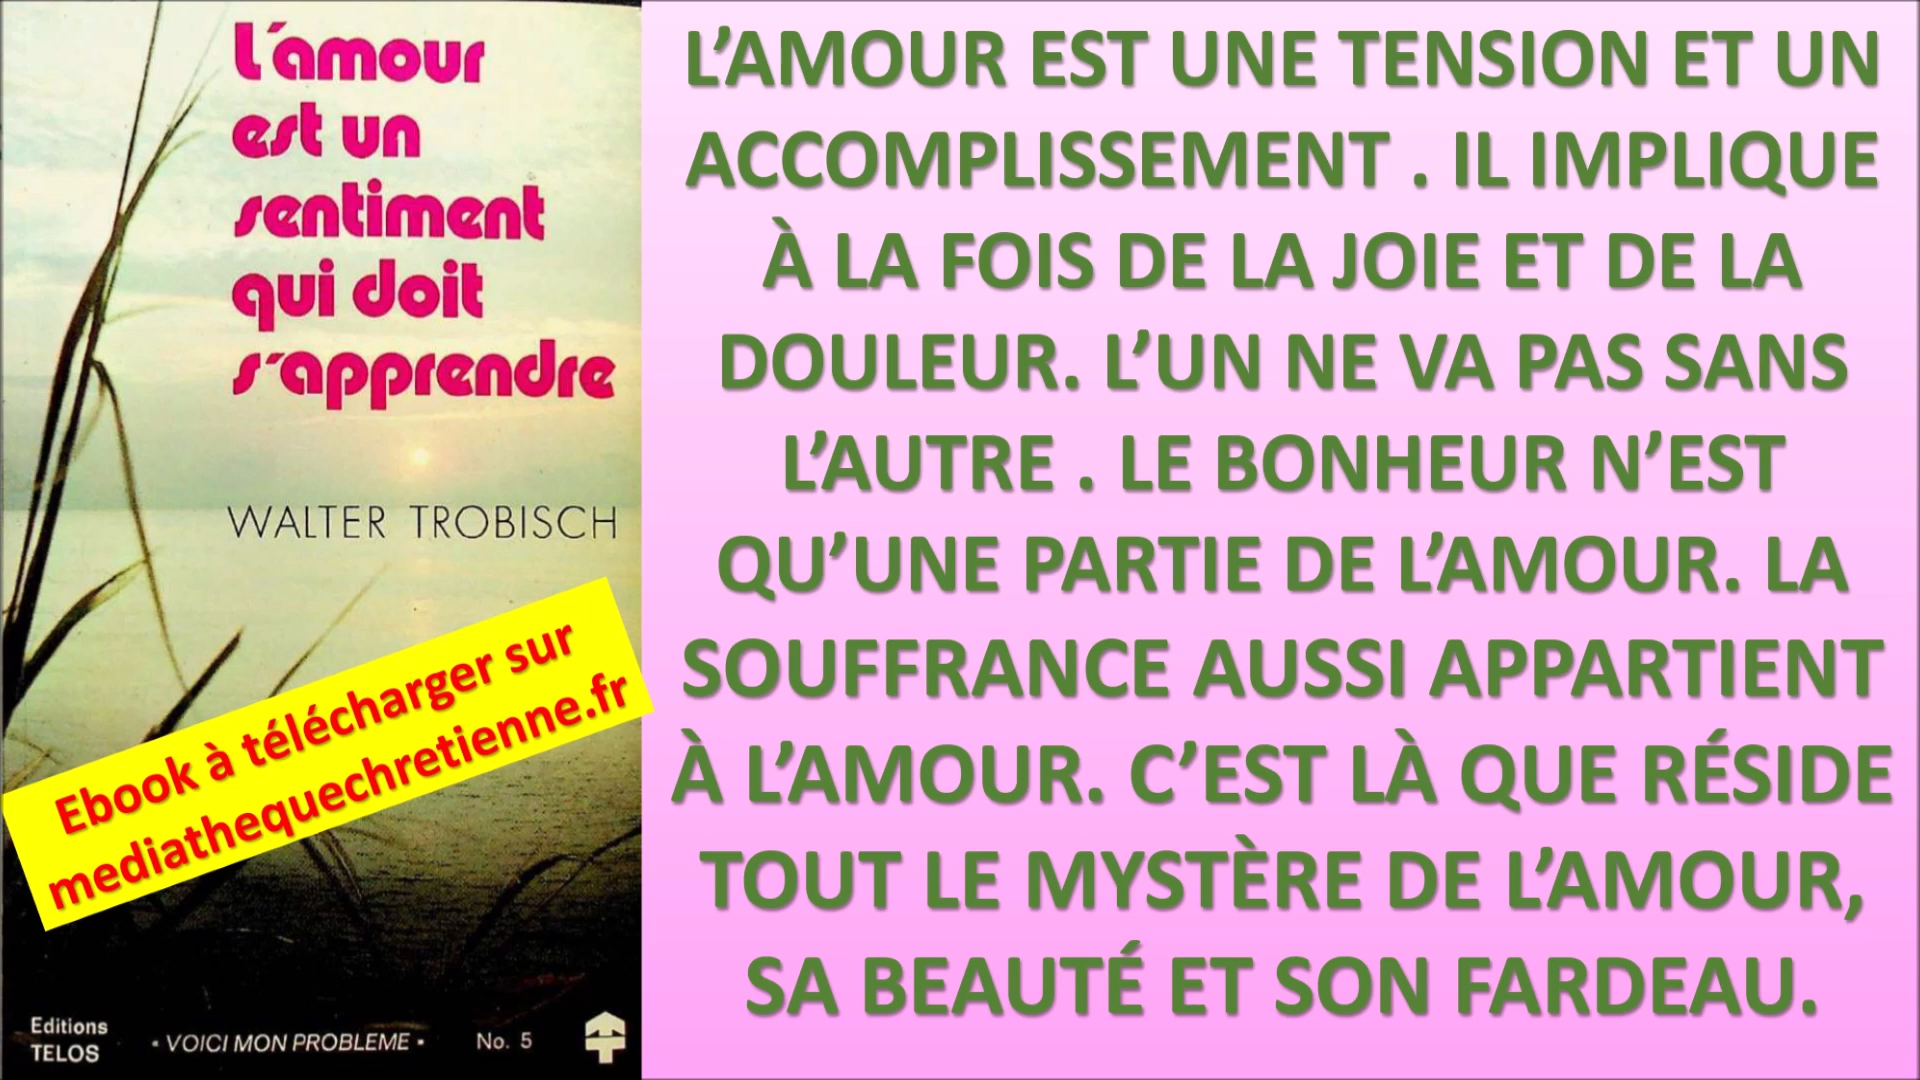 L'amour
est un
sentiment
qui doit
s'apprendre
WALTER TROBISCH
Ebook à télécharger sur
mediathequechretienne.fr
Editions
TELOS
• VOICI MON PROBLEME •
No. 5
L’AMOUR EST UNE TENSION ET UN
ACCOMPLISSEMENT . IL IMPLIQUE
À LA FOIS DE LA JOIE ET DE LA
DOULEUR. L’UN NE VA PAS SANS
L’AUTRE . LE BONHEUR N’EST
QU’UNE PARTIE DE L’AMOUR. LA
SOUFFRANCE AUSSI APPARTIENT
À L’AMOUR. C’EST LÀ QUE RÉSIDE
TOUT LE MYSTÈRE DE L’AMOUR,
SA BEAUTÉ ET SON FARDEAU.